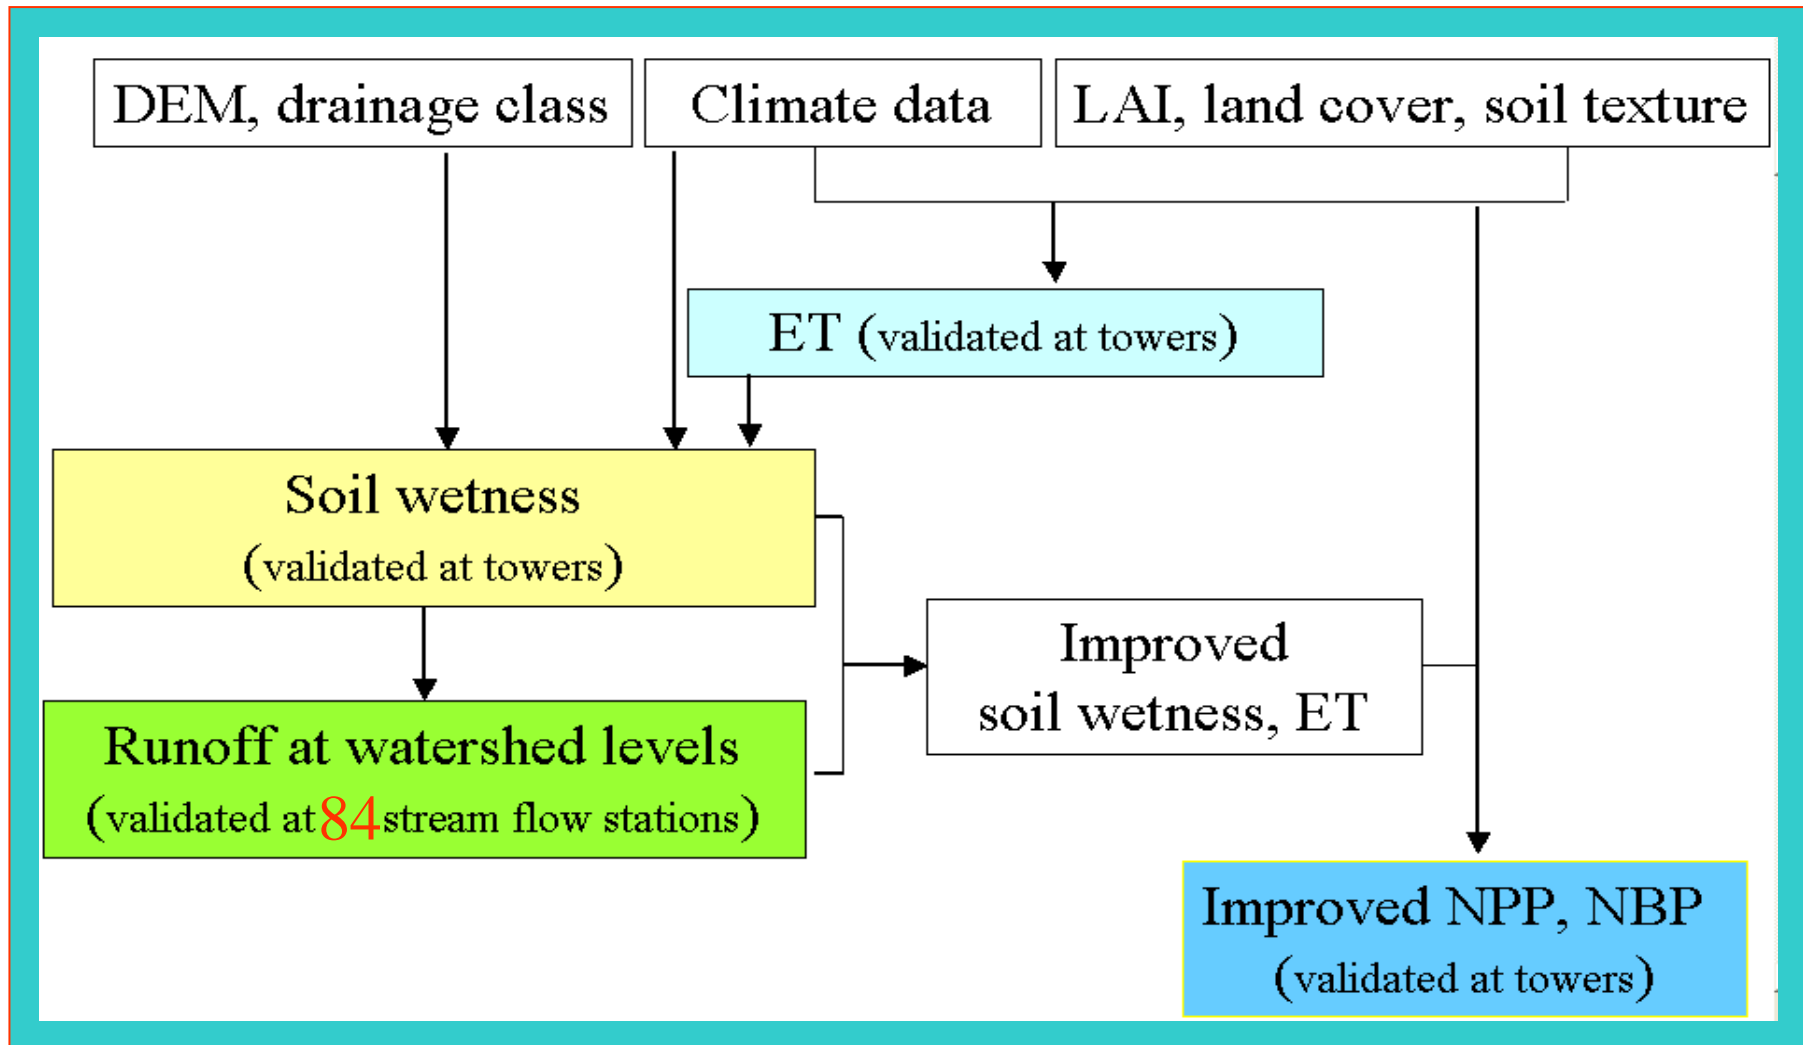 DEM, drainage class
Climate data
LAI, land cover, soil texture
ET (validated at towers)
Soil wetness
(validated at towers)
Runoff at watershed levels
(validated at 84 stream flow stations)
Improved
soil wetness, ET
Improved NPP, NBP
(validated at towers)